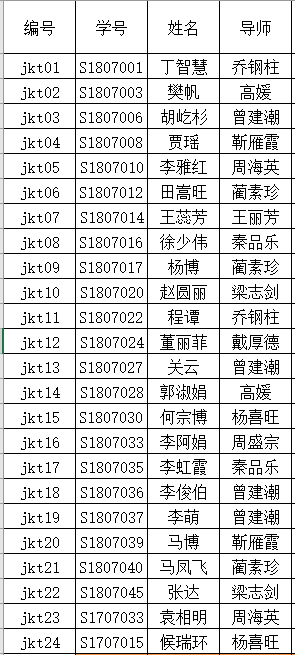 编号 学号 姓名 导师
jkt01 S1807001 丁智慧 乔钢柱
jkt02 S1807003 樊帆 高媛
jkt03 S1807006 胡屹杉 曾建潮
jkt04 S1807008 贾瑶 靳雁霞
jkt05 S1807010 李雅红 周海英
jkt06 S1807012 田嵩旺 蔺素珍
jkt07 S1807014 王蕊芳 王丽芳
jkt08 S1807016 徐少伟 秦品乐
jkt09 S1807017 杨博 蔺素珍
jkt10 S1807020 赵圆丽 梁志剑
jkt11 S1807022 程谭 乔钢柱
jkt12 S1807024 董丽菲 戴厚德
jkt13 S1807027 关云 曾建潮
jkt14 S1807028 郭淑娟 高媛
jkt15 S1807030 何宗博 杨喜旺
jkt16 S1807033 李阿娟 周盛宗
jkt17 S1807035 李虹霞 秦品乐
jkt18 S1807036 李俊伯 曾建潮
jkt19 S1807037 李萌 曾建潮
jkt20 S1807039 马博 靳雁霞
jkt21 S1807040 马凤飞 蔺素珍
jkt22 S1807045 张达 梁志剑
jkt23 S1707033 袁相明 周海英
jkt24 S1707015 候瑞环 杨喜旺